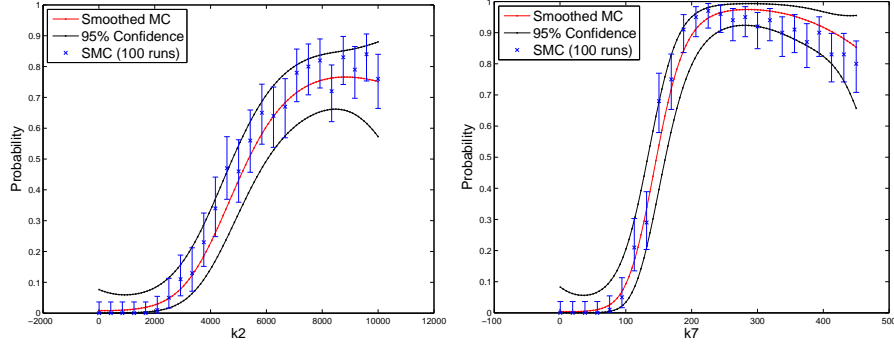 Smoothed MC
95% Confidence
SMC (100 runs)
Probability
1
0.9
0.8
0.7
0.6
0.5
0.4
0.3
0.2
0.1
0
-2000 0 2000 4000 6000 8000 10000 12000
k2
Smoothed MC
95% Confidence
SMC (100 runs)
Probability
1
0.9
0.8
0.7
0.6
0.5
0.4
0.3
0.2
0.1
0
-100 0 100 200 300 400 500
k7